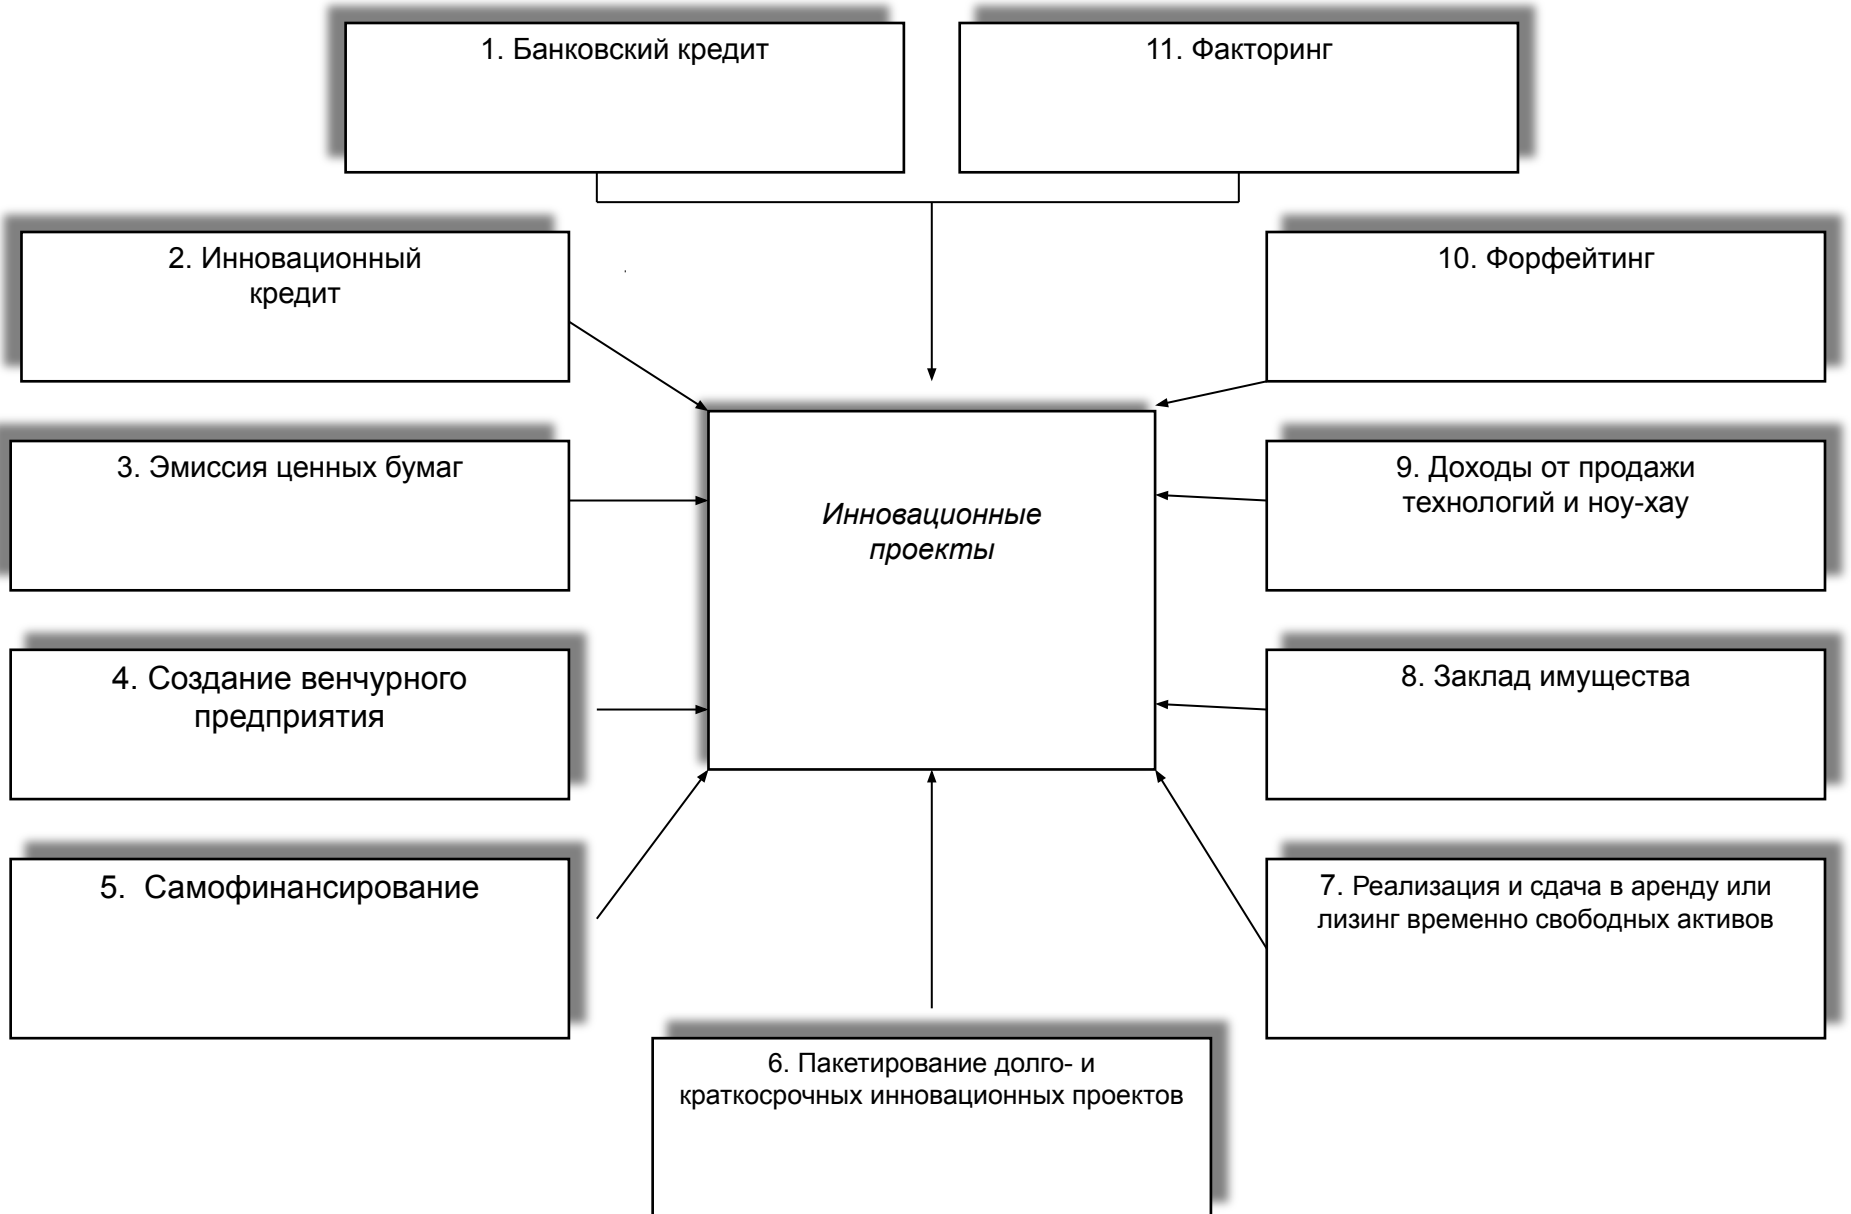 1. Банковский кредит
11. Факторинг
2. Инновационный
кредит
10. Форфейтинг
3. Эмиссия ценных бумаг
9. Доходы от продажи
технологий и ноу-хау
Инновационные
проекты
4. Создание венчурного
предприятия
8. Заклад имущества
5. Самофинансирование
7. Реализация и сдача в аренду или
лизинг временно свободных активов
6. Пакетирование долго- и
краткосрочных инновационных проектов